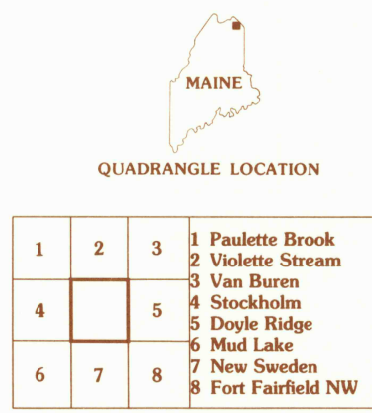 MAINE
QUADRANGLE LOCATION
1 2 3
4 5
6 7 8
1 Paulette Brook
2 Violette Stream
3 Van Buren
4 Stockholm
5 Doyle Ridge
6 Mud Lake
7 New Sweden
8 Fort Fairfield NW